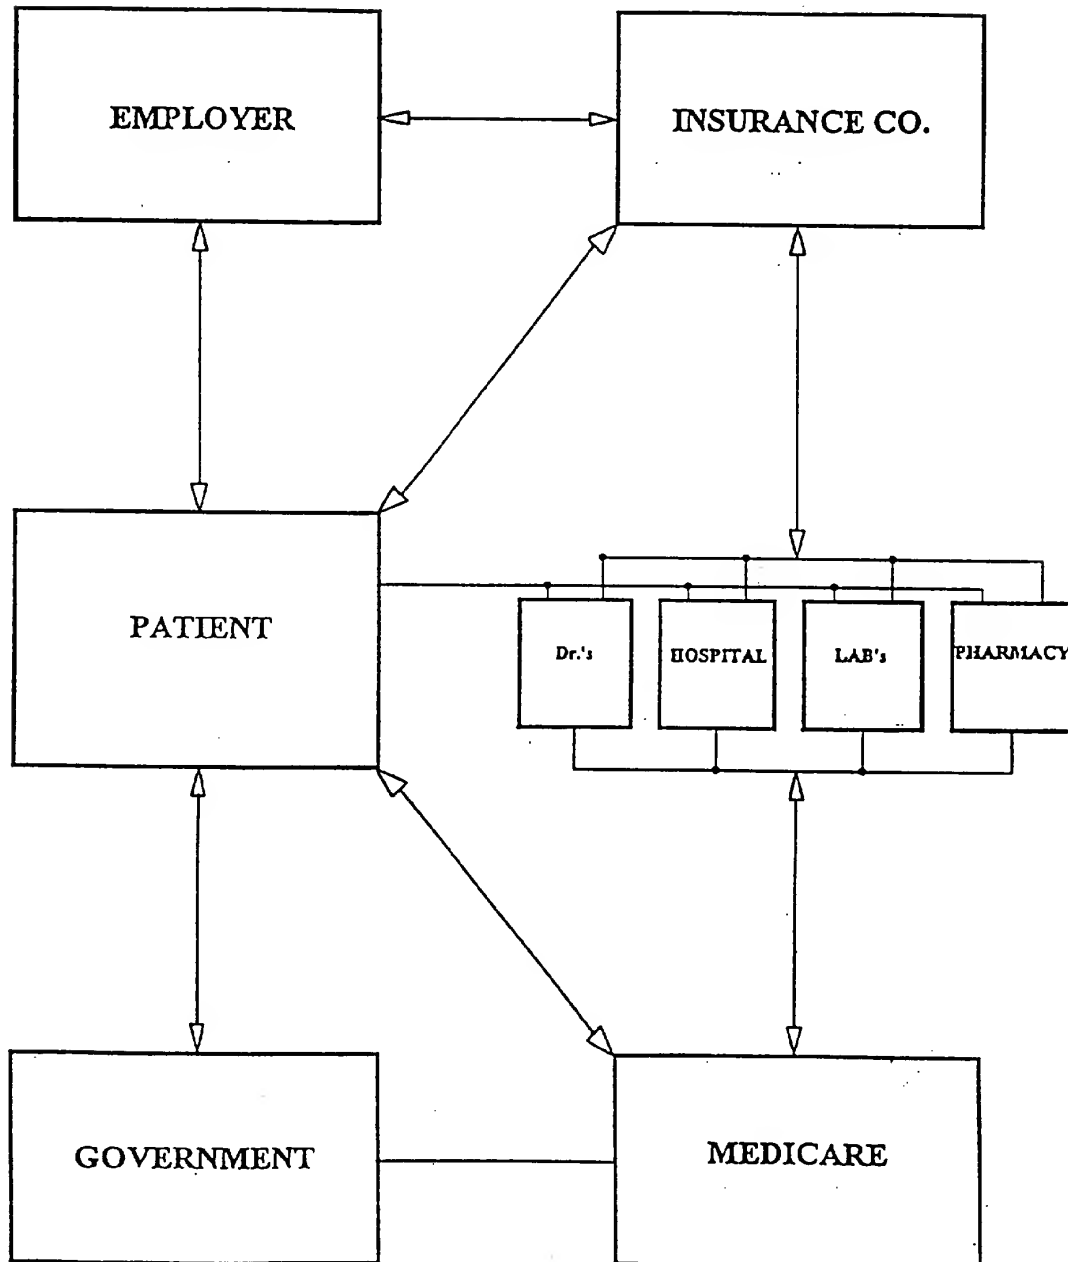 EMPLOYER
INSURANCE CO.
PATIENT
Dr.'s
HOSPITAL
LAB's
PHARMACY
GOVERNMENT
MEDICARE